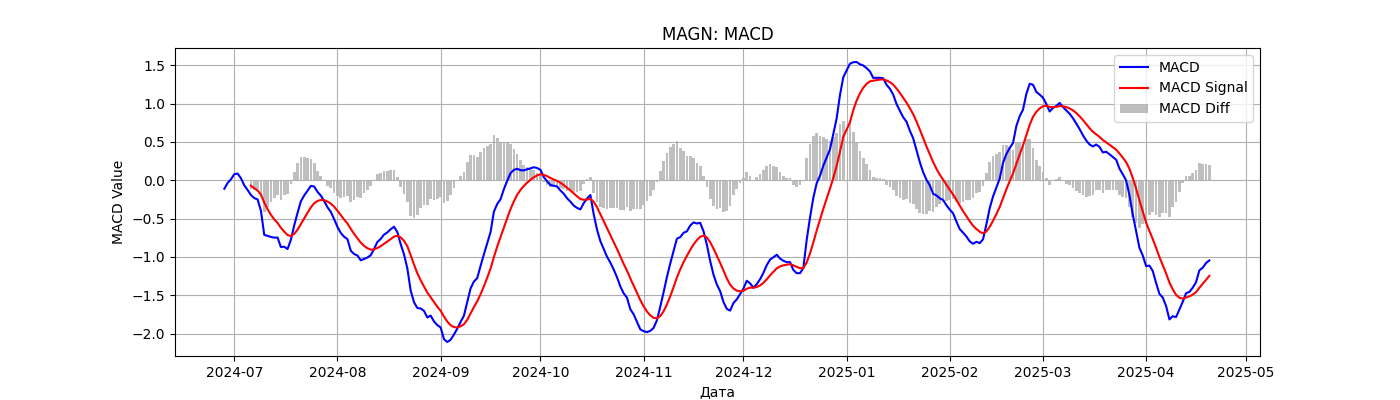 MAGN: MACD
MACD
MACD Signal
MACD Diff
MACD Value
1.5
1.0
0.5
0.0
−0.5
−1.0
−1.5
−2.0
2024-07 2024-08 2024-09 2024-10 2024-11 2024-12 2025-01 2025-02 2025-03 2025-04 2025-05
Дата